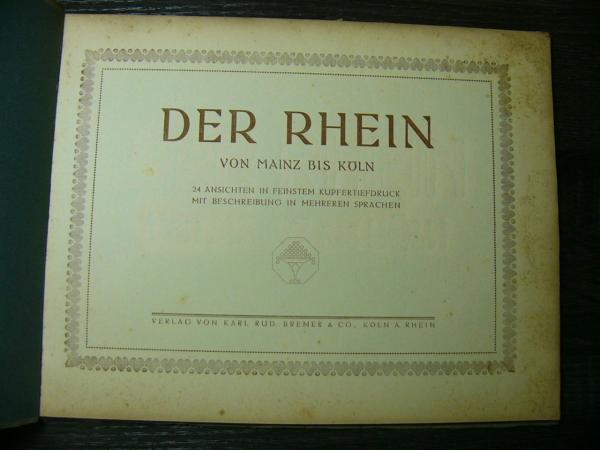 DER RHEIN
VON MAINZ BIS KÖLN
24 ANSICHTEN IN FEINSTEM KUPFERTIEFDRUCK
MIT BESCHREIBUNG IN MEHREREN SPRACHEN
VERLAG VON KARL RUD. BREMER & CO., KÖLN A. RHEIN